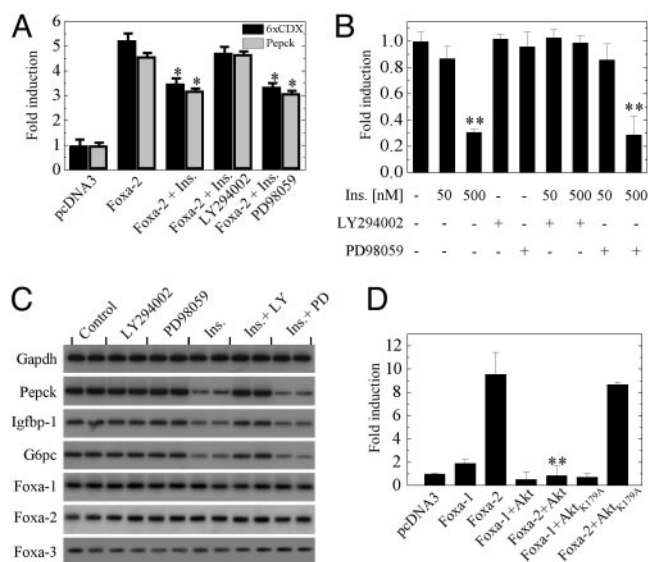 A
6xCDX
Pepck
Fold induction
6
5
4
3
2
1
0
* *
* *
pcDNA3
Foxa-2
Foxa-2 + Ins.
Foxa-2 + Ins. LY294002
Foxa-2 + Ins. PD98059
B
Fold induction
1.0
0.8
0.6
0.4
0.2
0.0
**
**
Ins. [nM] - 50 500 - - 50 500 50 500
LY294002 - - - + - + + - -
PD98059 - - - - + - - + +
C
Control
LY294002
PD98059
Ins.
Ins.+ LY
Ins.+ PD
Gapdh
Pepck
Igfbp-1
G6pc
Foxa-1
Foxa-2
Foxa-3
D
Fold induction
12
10
8
6
4
2
0
**
pcDNA3
Foxa-1
Foxa-2
Foxa-1+Akt
Foxa-2+Akt
Foxa-1+AktK179A
Foxa-2+AktK179A